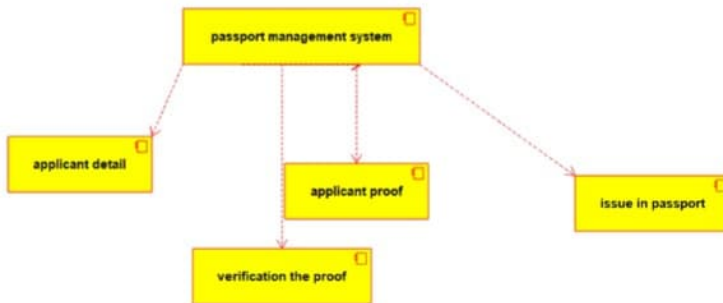 passport management system
applicant detail
applicant proof
issue in passport
verification the proof